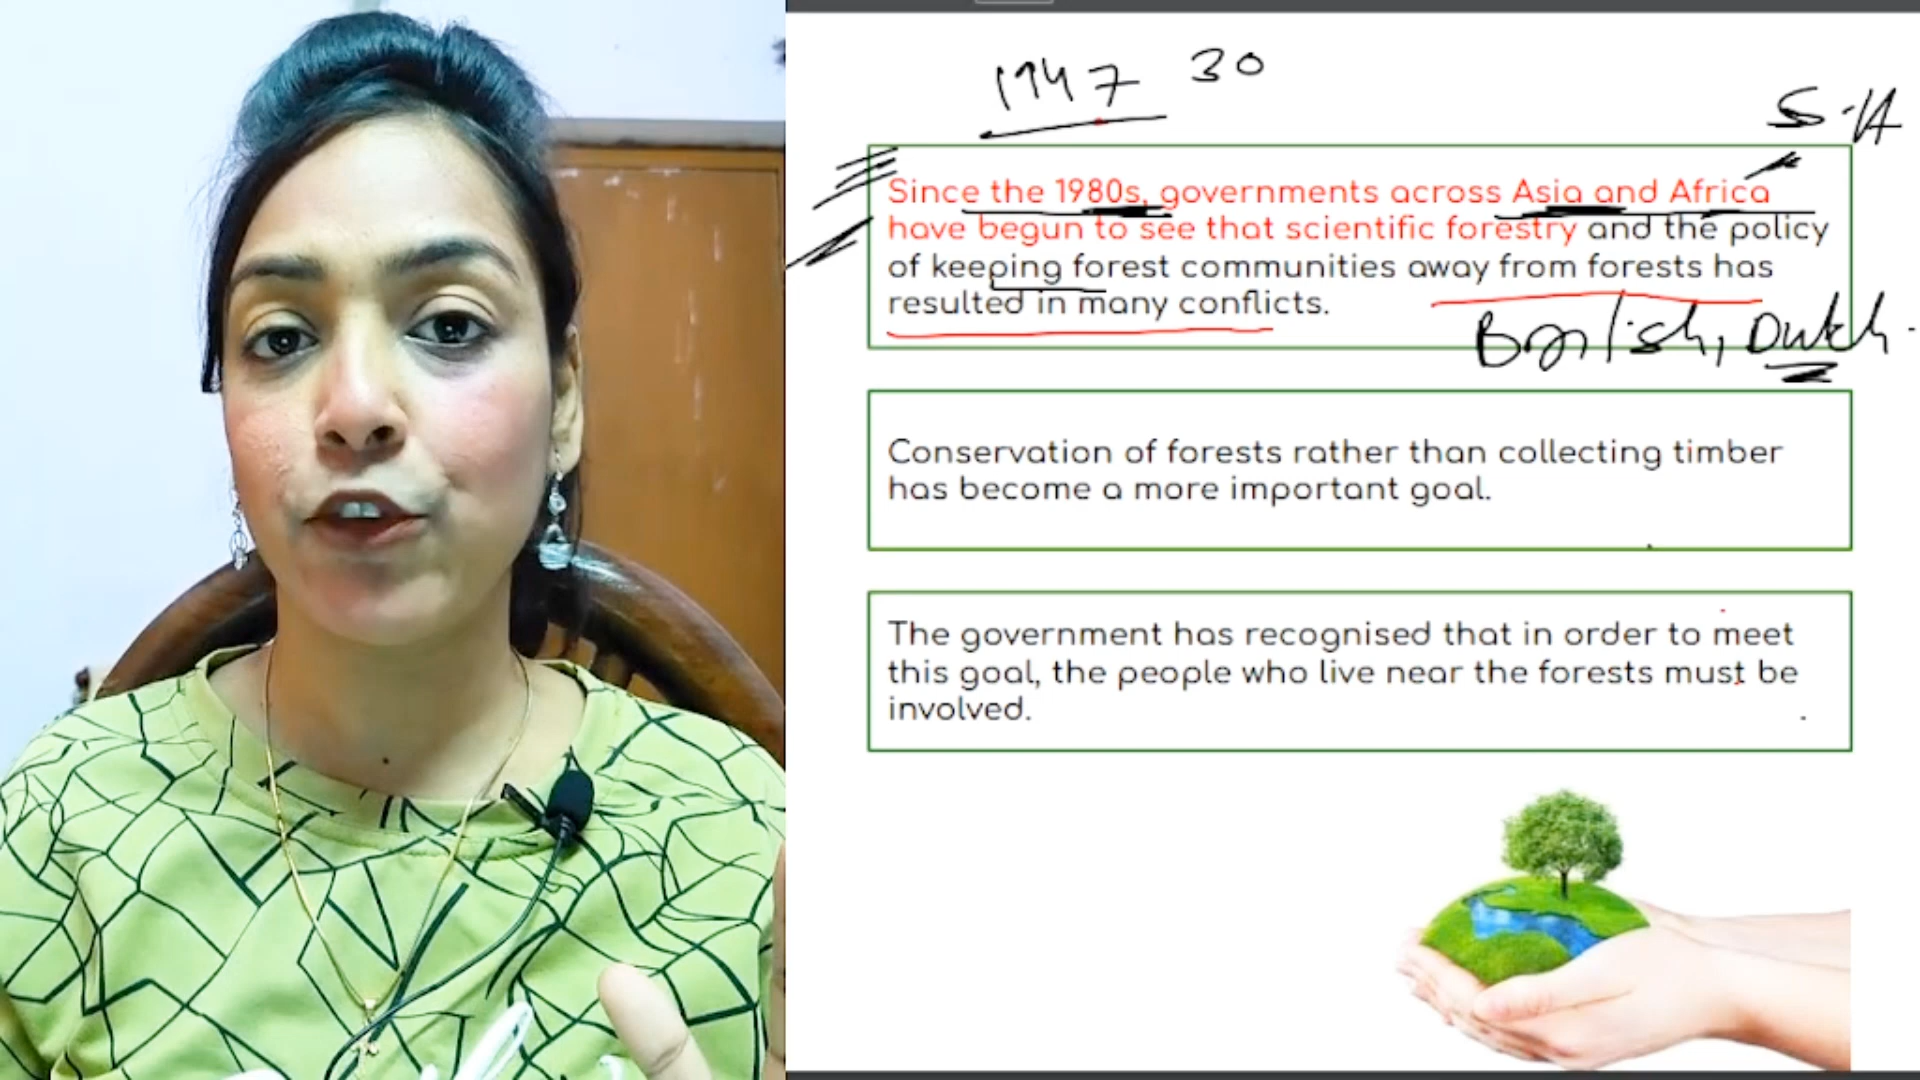 1947 30
S.A
Since the 1980s, governments across Asia and Africa
have begun to see that scientific forestry and the policy
of keeping forest communities away from forests has
resulted in many conflicts.
Dutch.
Conservation of forests rather than collecting timber
has become a more important goal.
The government has recognised that in order to meet
this goal, the people who live near the forests must be
involved.